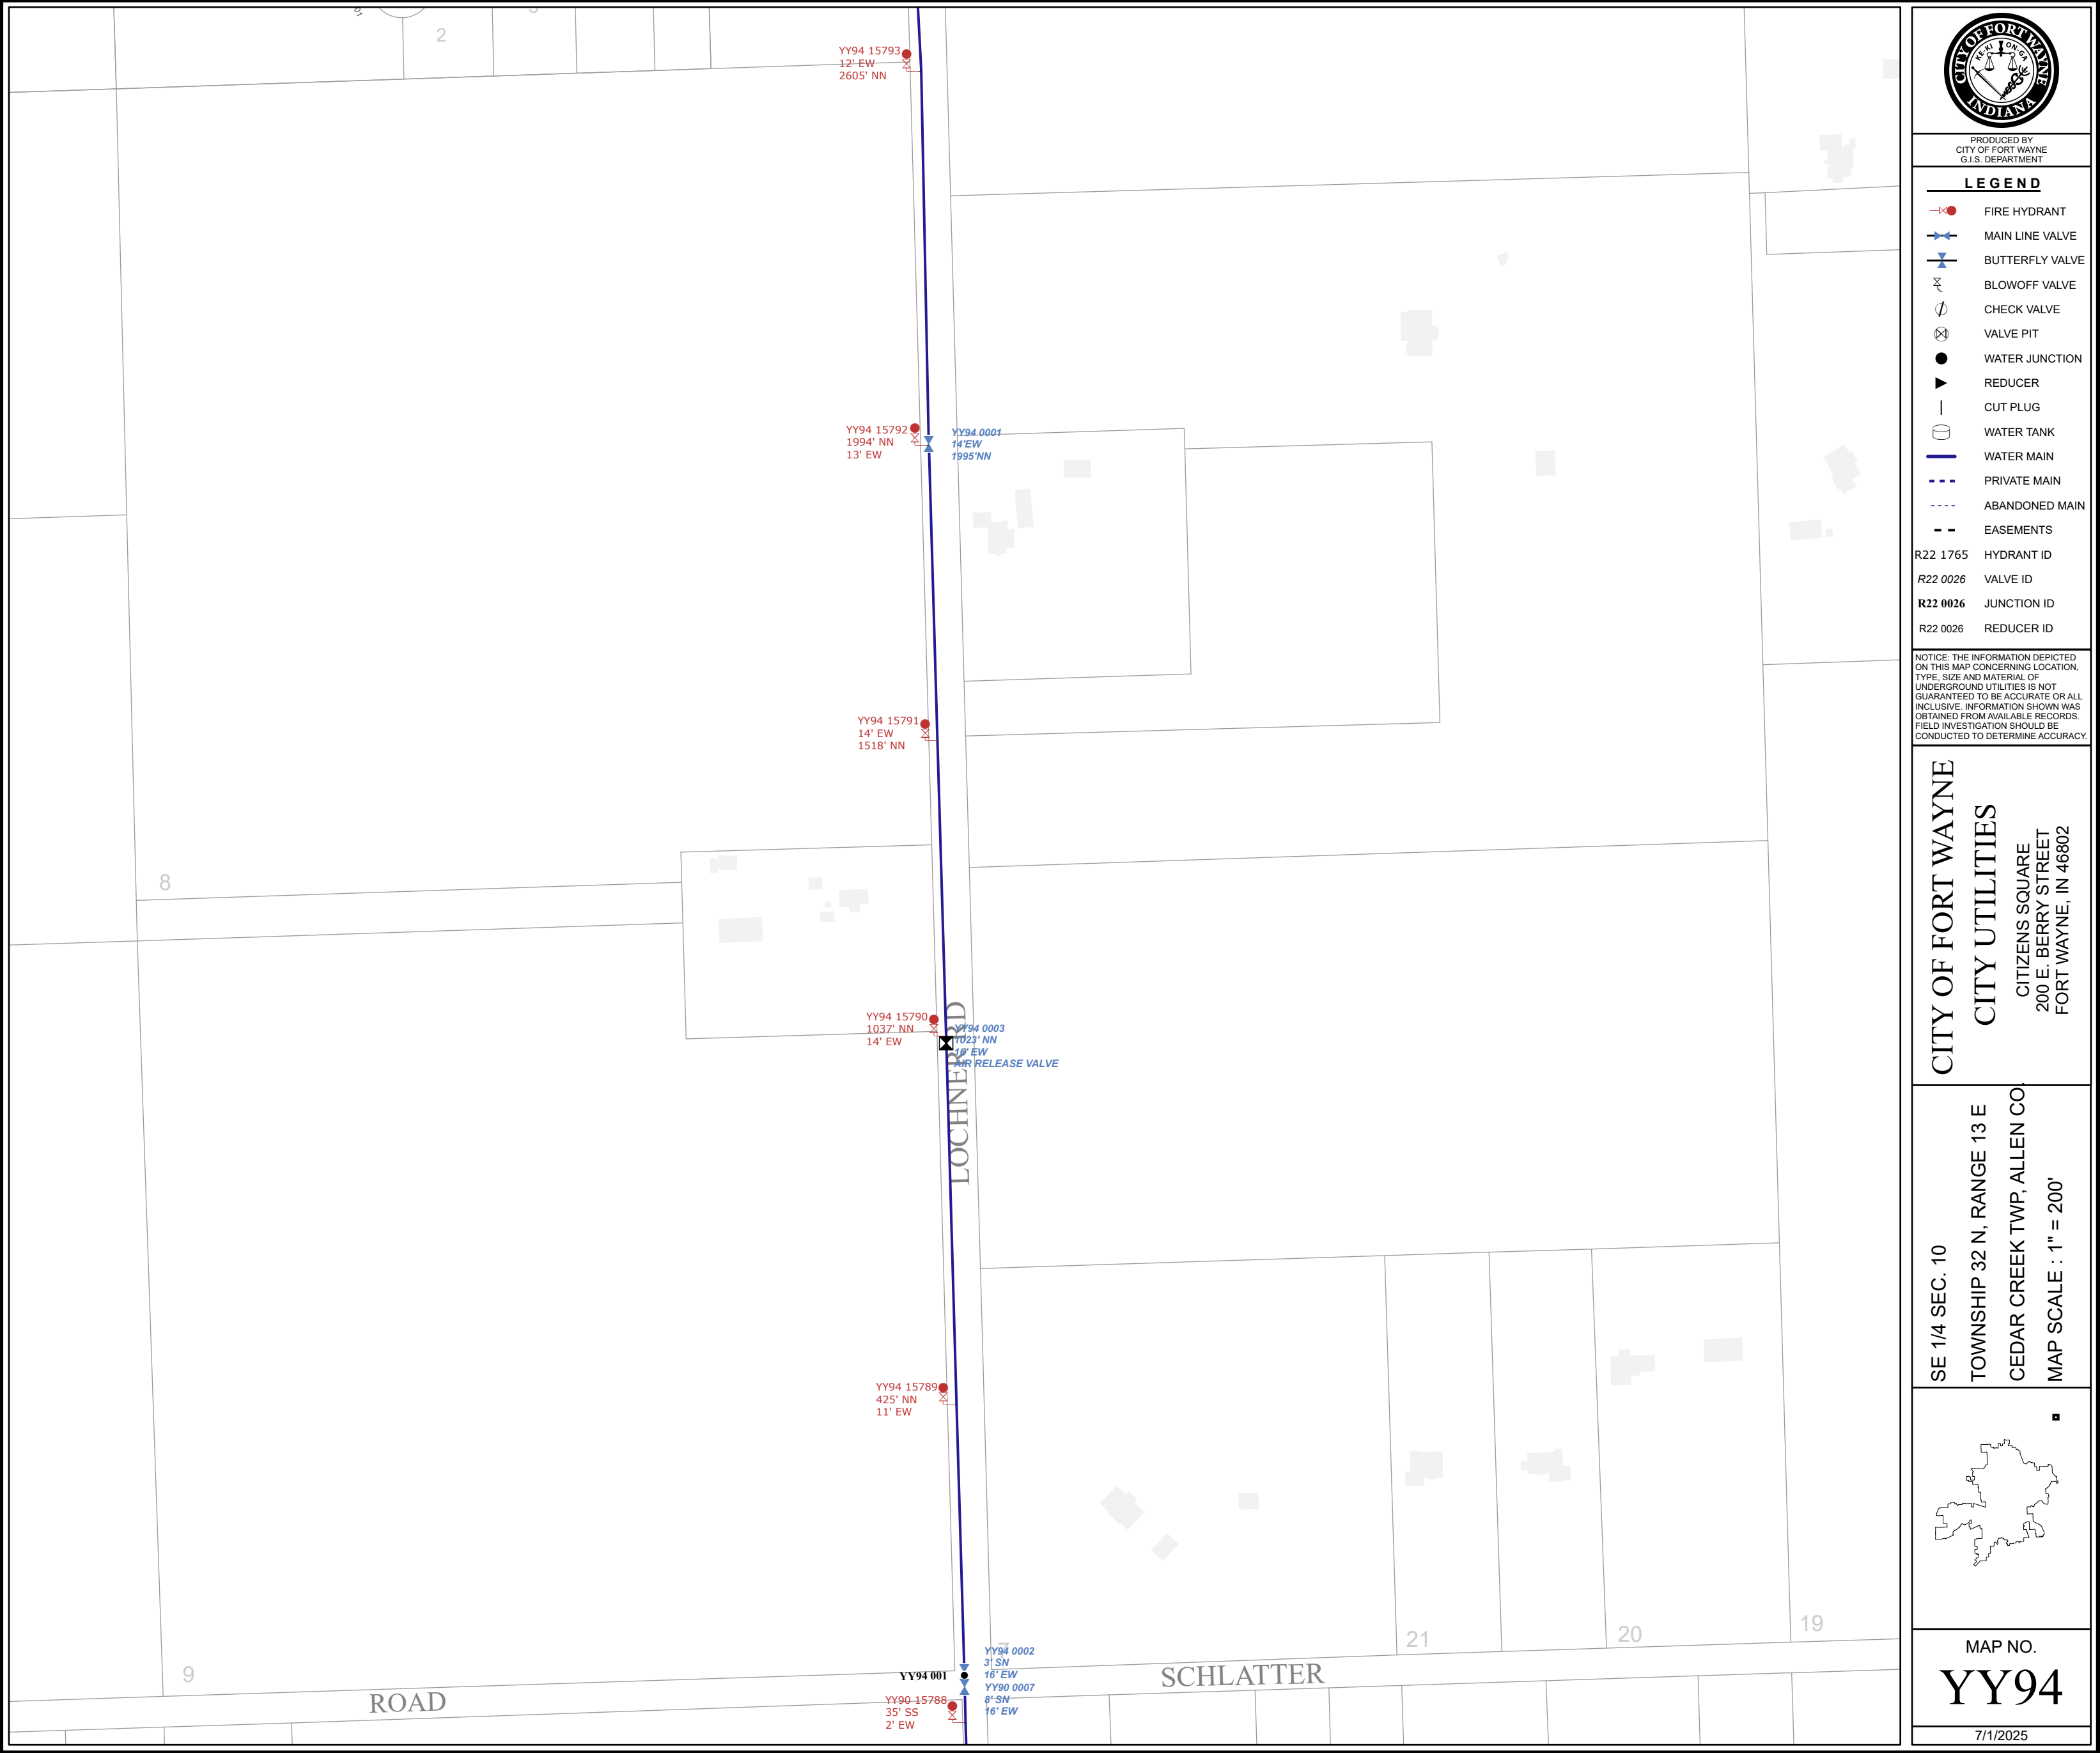 2
YY94 15793
12' EW
2605' NN
YY94 15792
1994' NN
13' EW
YY94 0001
14'EW
1995'NN
YY94 15791
14' EW
1518' NN
8
YY94 15790
1037' NN
14' EW
YY94 0003
1023' NN
16' EW
AIR RELEASE VALVE
LOCHNER RD
YY94 15789
425' NN
11' EW
9
7
21
20
19
YY94 0002
3' SN
16' EW
YY94 001
YY90 0007
8' SN
16' EW
YY90 15788
35' SS
2' EW
ROAD
SCHLATTER
CITY OF FORT WAYNE
KE-KI ON-GA
INDIANA
PRODUCED BY
CITY OF FORT WAYNE
G.I.S. DEPARTMENT
LEGEND
FIRE HYDRANT
MAIN LINE VALVE
BUTTERFLY VALVE
BLOWOFF VALVE
CHECK VALVE
VALVE PIT
WATER JUNCTION
REDUCER
CUT PLUG
WATER TANK
WATER MAIN
PRIVATE MAIN
ABANDONED MAIN
EASEMENTS
R22 1765 HYDRANT ID
R22 0026 VALVE ID
R22 0026 JUNCTION ID
R22 0026 REDUCER ID
NOTICE: THE INFORMATION DEPICTED
ON THIS MAP CONCERNING LOCATION,
TYPE, SIZE AND MATERIAL OF
UNDERGROUND UTILITIES IS NOT
GUARANTEED TO BE ACCURATE OR ALL
INCLUSIVE. INFORMATION SHOWN WAS
OBTAINED FROM AVAILABLE RECORDS.
FIELD INVESTIGATION SHOULD BE
CONDUCTED TO DETERMINE ACCURACY.
CITY OF FORT WAYNE
CITY UTILITIES
CITIZENS SQUARE
200 E. BERRY STREET
FORT WAYNE, IN 46802
SE 1/4 SEC. 10
TOWNSHIP 32 N, RANGE 13 E
CEDAR CREEK TWP, ALLEN CO.
MAP SCALE : 1" = 200'
MAP NO.
YY94
7/1/2025